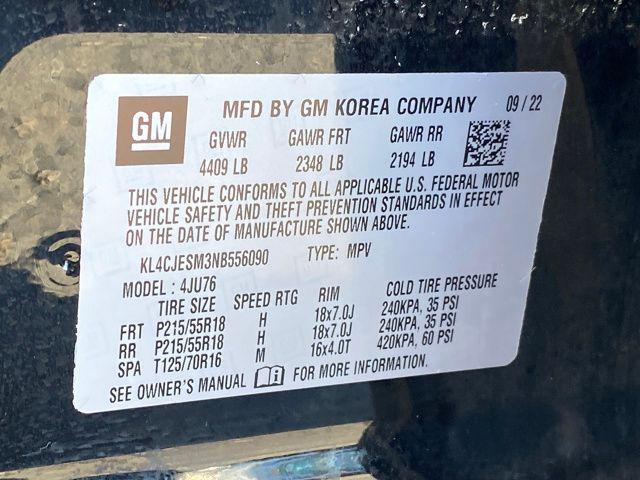 GM
MFD BY GM KOREA COMPANY 09 / 22
GVWR GAWR FRT GAWR RR
4409 LB 2348 LB 2194 LB
THIS VEHICLE CONFORMS TO ALL APPLICABLE U.S. FEDERAL MOTOR
VEHICLE SAFETY AND THEFT PREVENTION STANDARDS IN EFFECT
ON THE DATE OF MANUFACTURE SHOWN ABOVE.
KL4CJESM3NB556090 TYPE: MPV
MODEL : 4JU76
TIRE SIZE SPEED RTG RIM COLD TIRE PRESSURE
FRT P215/55R18 H 18x7.0J 240KPA, 35 PSI
RR P215/55R18 H 18x7.0J 240KPA, 35 PSI
SPA T125/70R16 M 16x4.0T 420KPA, 60 PSI
SEE OWNER'S MANUAL FOR MORE INFORMATION.